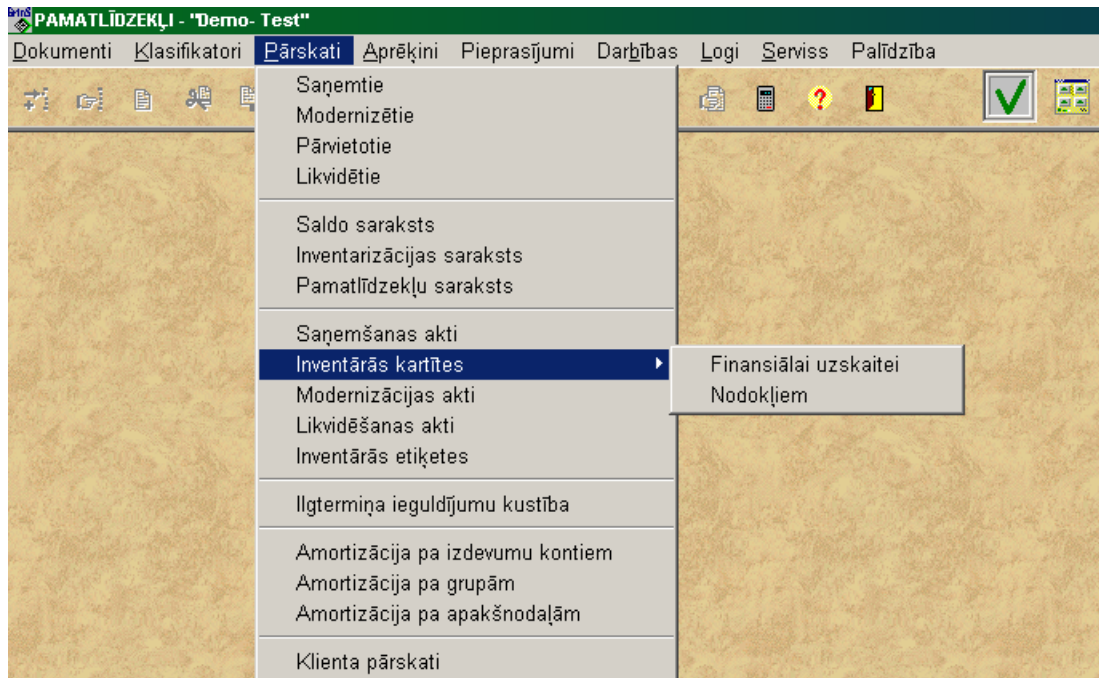 PAMATLĪDZEKĻI - "Demo- Test"
Dokumenti Klasifikatori Pārskati Aprēķini Pieprasījumi Darbības Logi Serviss Palīdzība
Saņemtie
Modernizētie
Pārvietotie
Likvidētie
Saldo saraksts
Inventarizācijas saraksts
Pamatlīdzekļu saraksts
Saņemšanas akti
Inventārās kartītes
Finansiālai uzskaitei
Nodokļiem
Modernizācijas akti
Likvidēšanas akti
Inventārās etiķetes
Ilgtermiņa ieguldījumu kustība
Amortizācija pa izdevumu kontiem
Amortizācija pa grupām
Amortizācija pa apakšnodaļām
Klienta pārskati